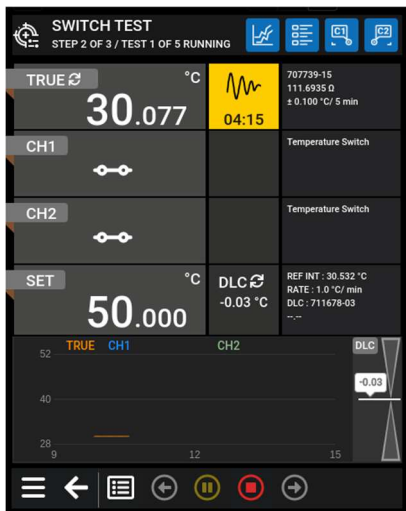 SWITCH TEST
STEP 2 OF 3 / TEST 1 OF 5 RUNNING
C1
C2
TRUE
°C
30.077
04:15
707739-15
111.6935 Ω
± 0.100 °C/ 5 min
CH1
Temperature Switch
CH2
Temperature Switch
SET
°C
50.000
DLC
-0.03 °C
REF INT : 30.532 °C
RATE : 1.0 °C/ min
DLC : 711678-03
--.--
TRUE CH1 CH2
DLC
52
40
28
-0.03
9 12 15